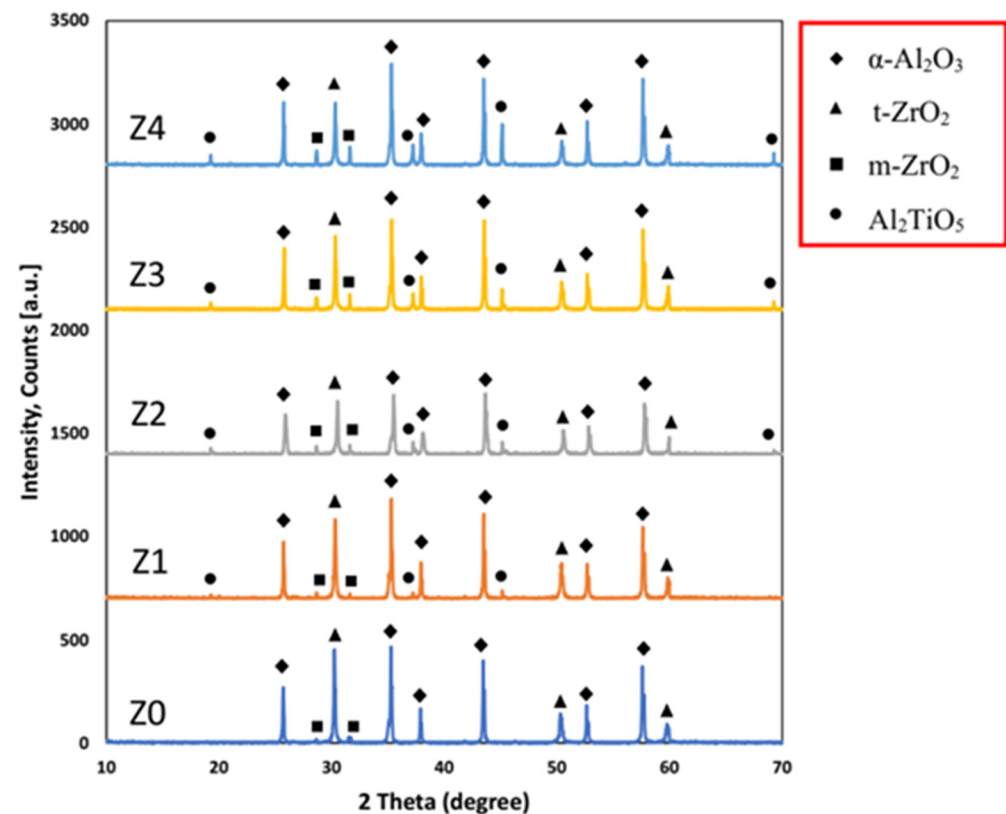 3500
3000
2500
2000
1500
1000
500
0
Intensity, Counts [a.u.]
Z4
Z3
Z2
Z1
Z0
10 20 30 40 50 60 70
2 Theta (degree)
α-Al₂O₃
t-ZrO₂
m-ZrO₂
Al₂TiO₅